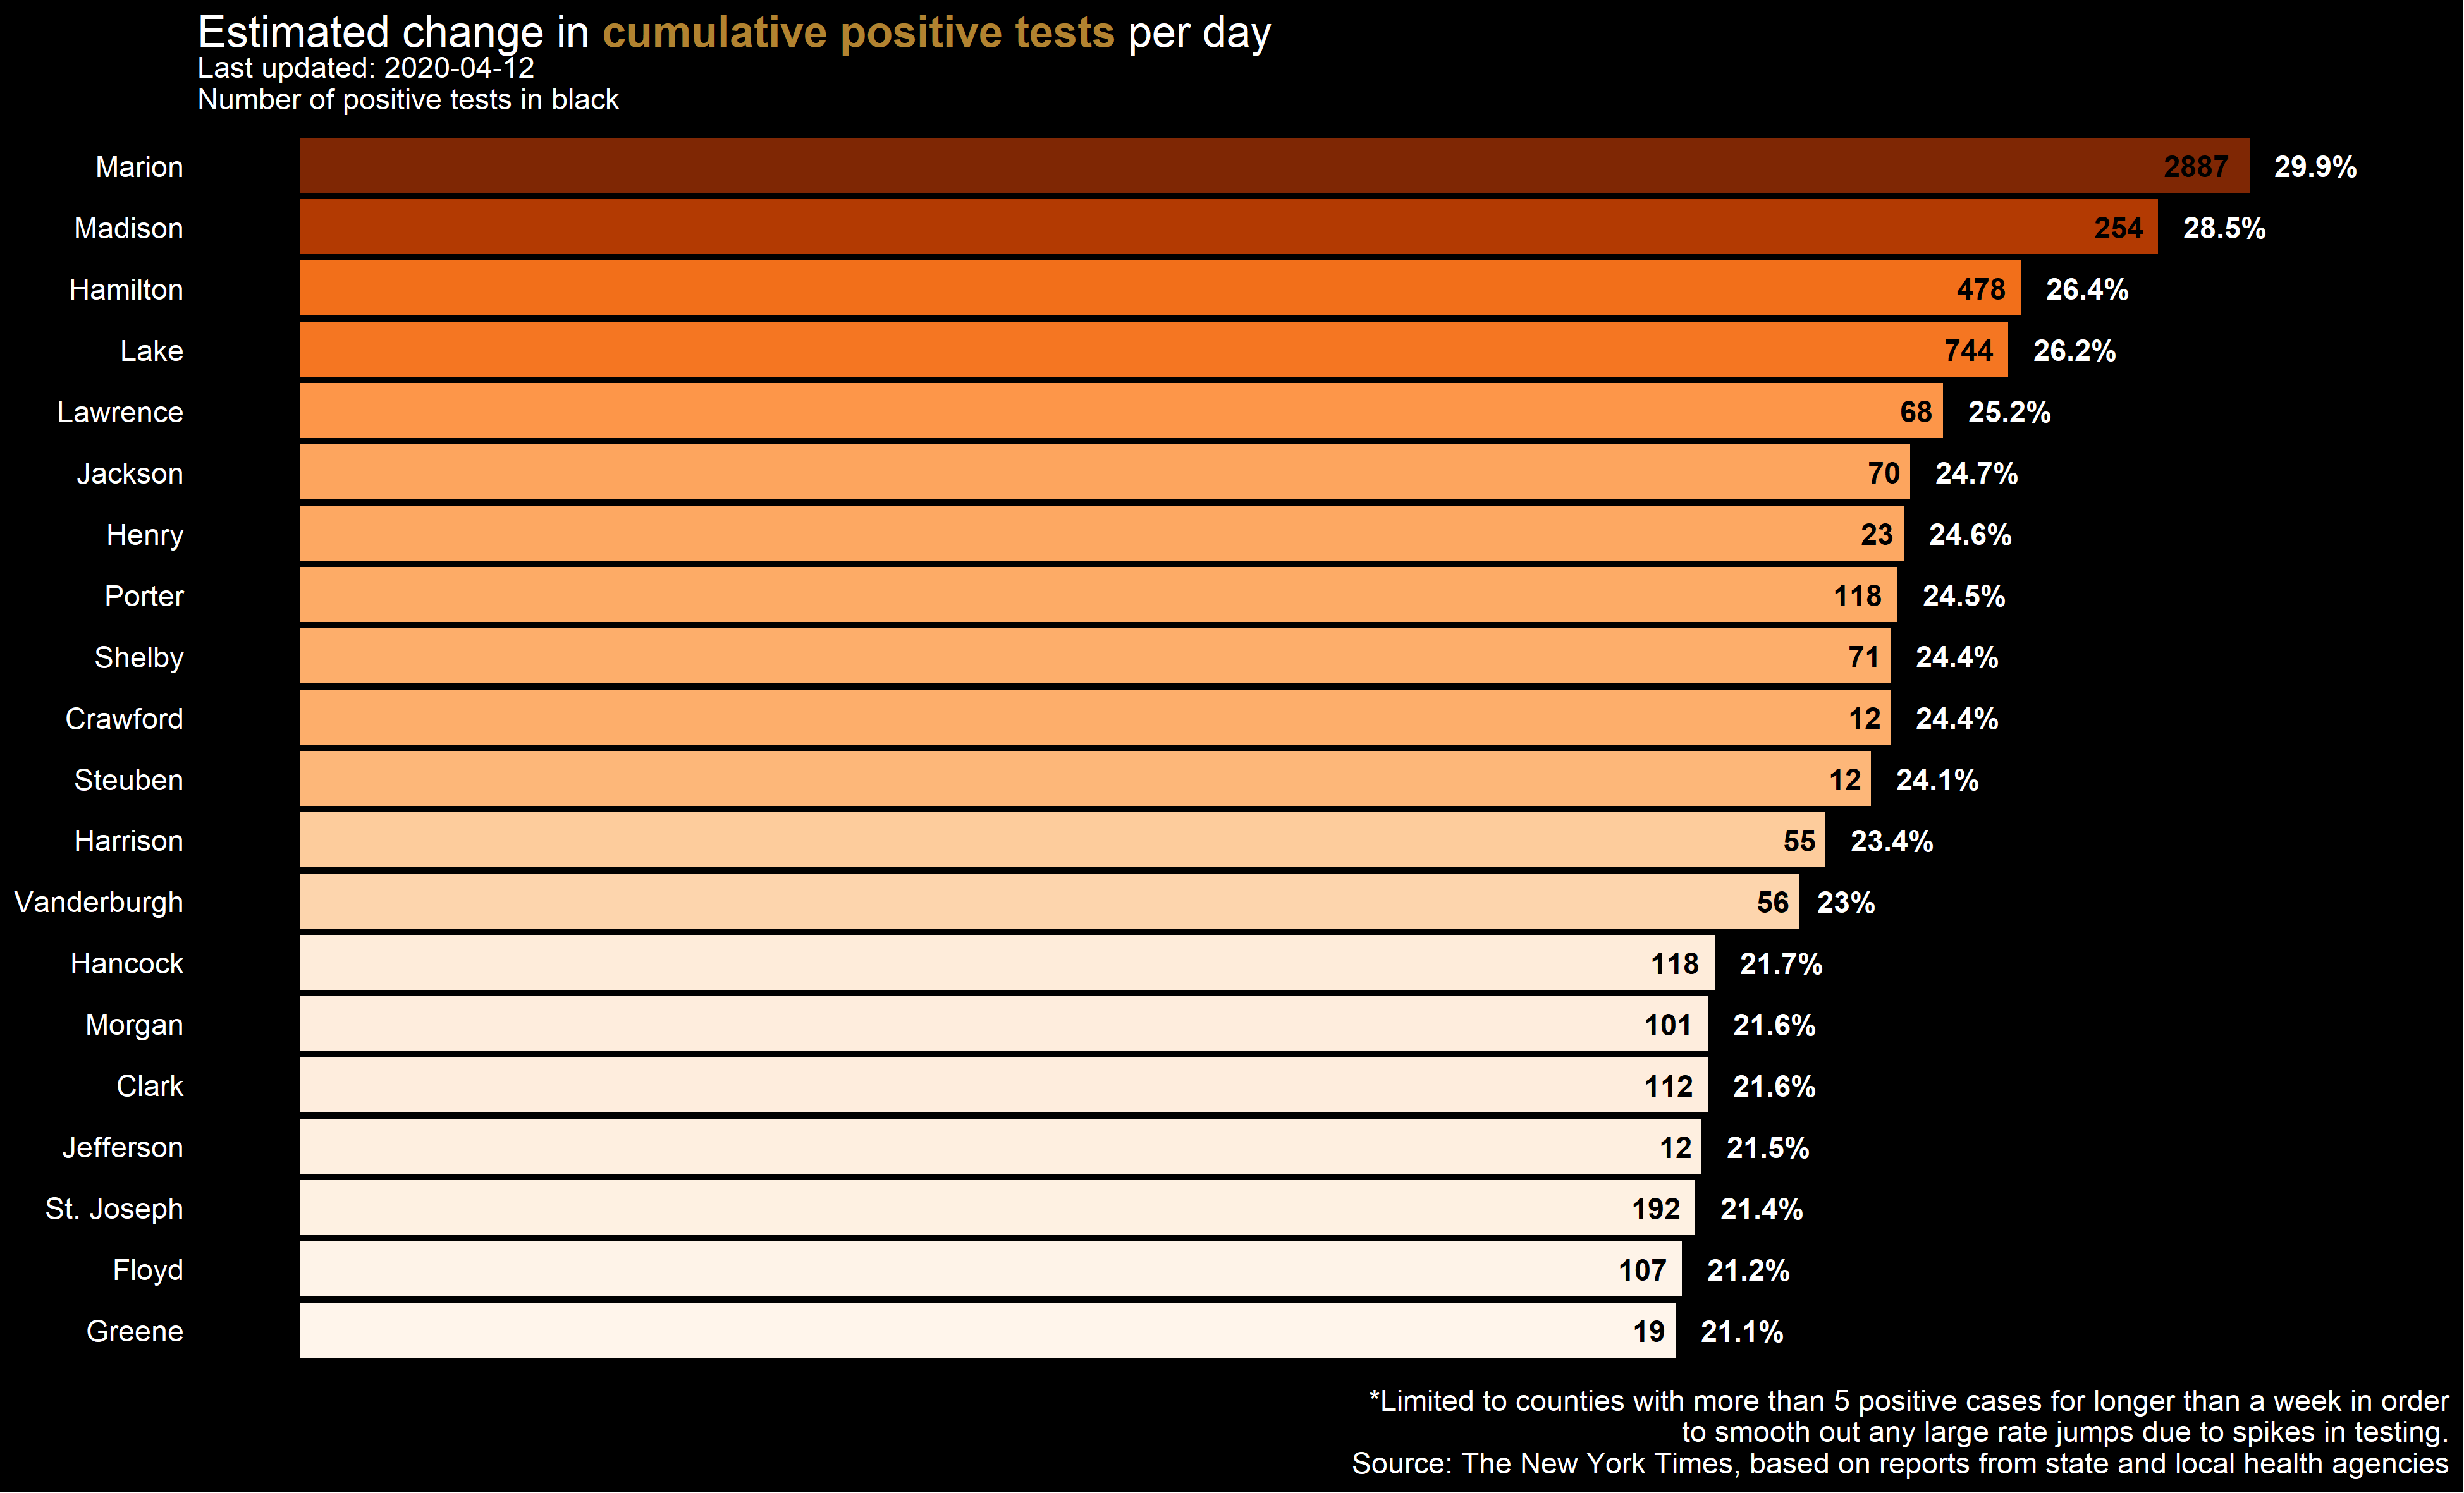 Estimated change in cumulative positive tests per day
Last updated: 2020-04-12
Number of positive tests in black
Marion 2887 29.9%
Madison 254 28.5%
Hamilton 478 26.4%
Lake 744 26.2%
Lawrence 68 25.2%
Jackson 70 24.7%
Henry 23 24.6%
Porter 118 24.5%
Shelby 71 24.4%
Crawford 12 24.4%
Steuben 12 24.1%
Harrison 55 23.4%
Vanderburgh 56 23%
Hancock 118 21.7%
Morgan 101 21.6%
Clark 112 21.6%
Jefferson 12 21.5%
St. Joseph 192 21.4%
Floyd 107 21.2%
Greene 19 21.1%
*Limited to counties with more than 5 positive cases for longer than a week in order
to smooth out any large rate jumps due to spikes in testing.
Source: The New York Times, based on reports from state and local health agencies